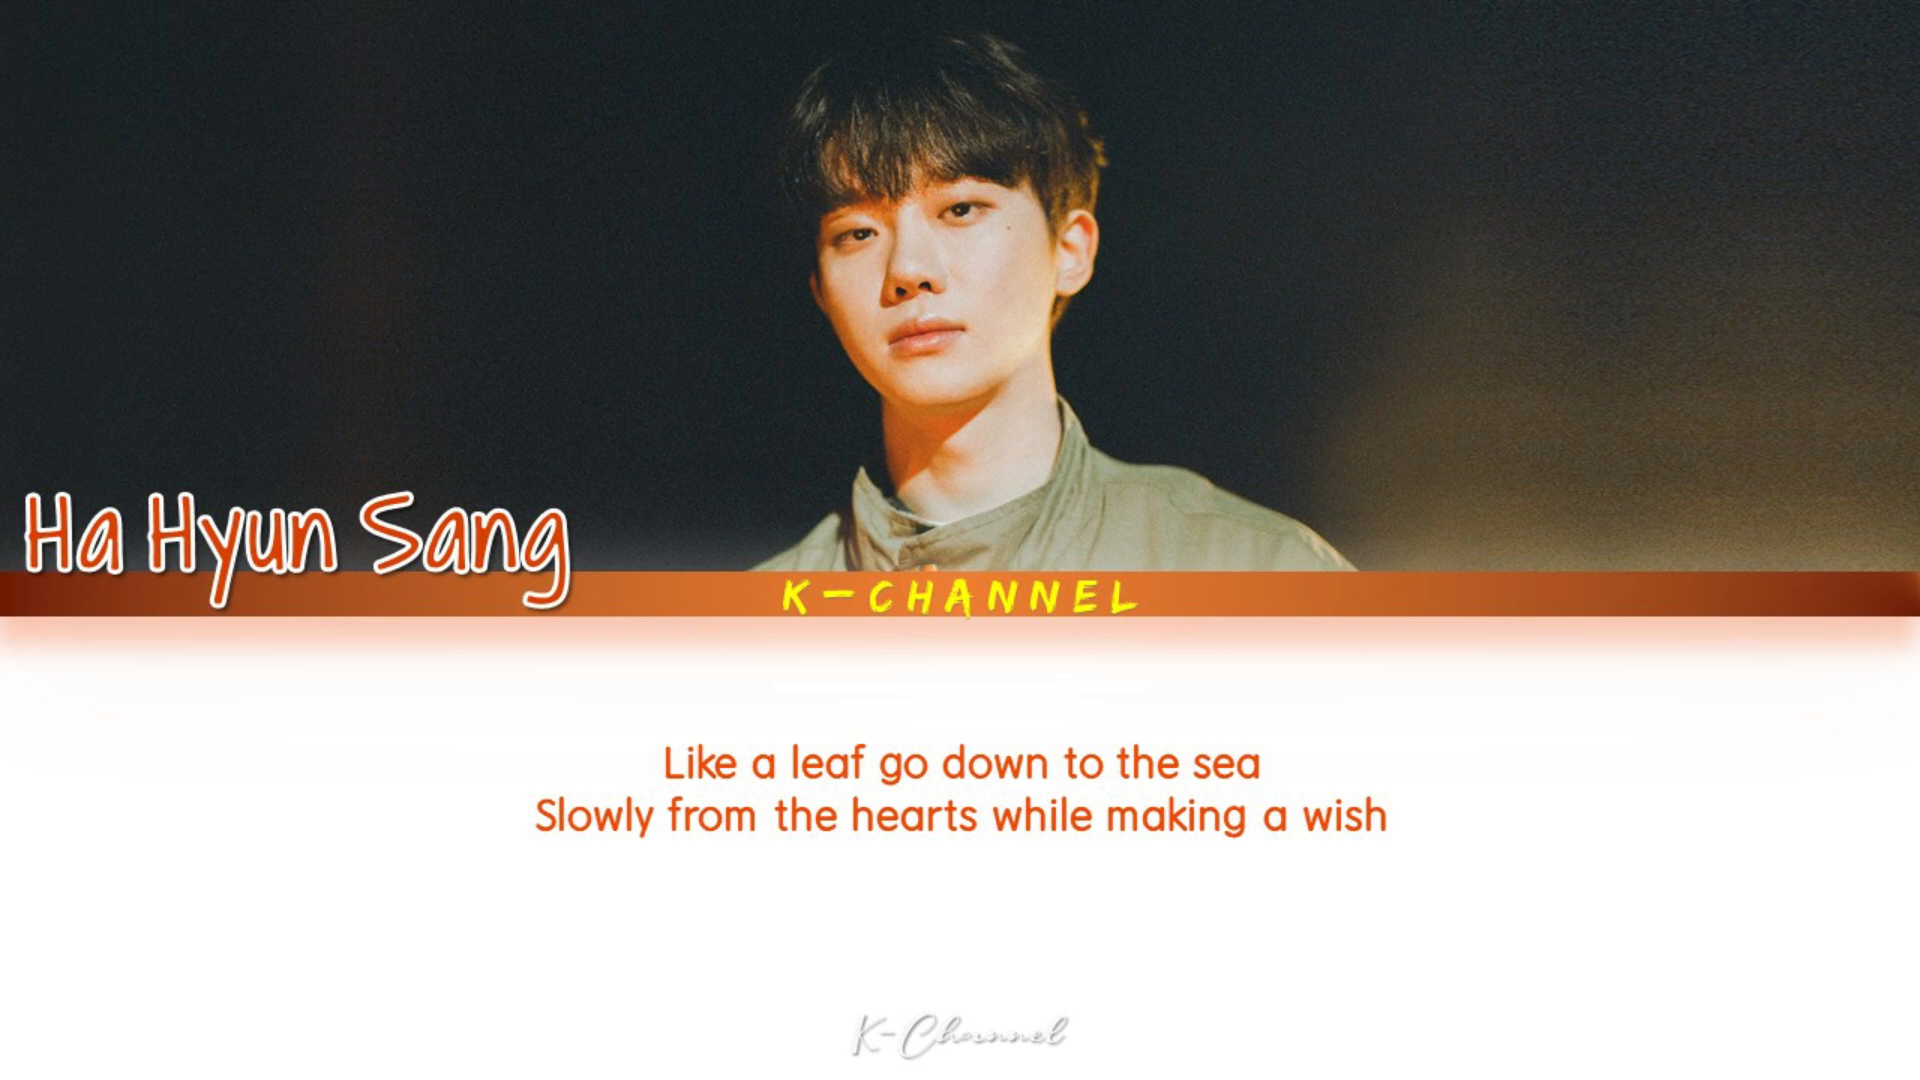 Ha Hyun Sang
K-CHANNEL
Like a leaf go down to the sea
Slowly from the hearts while making a wish
K-Channel